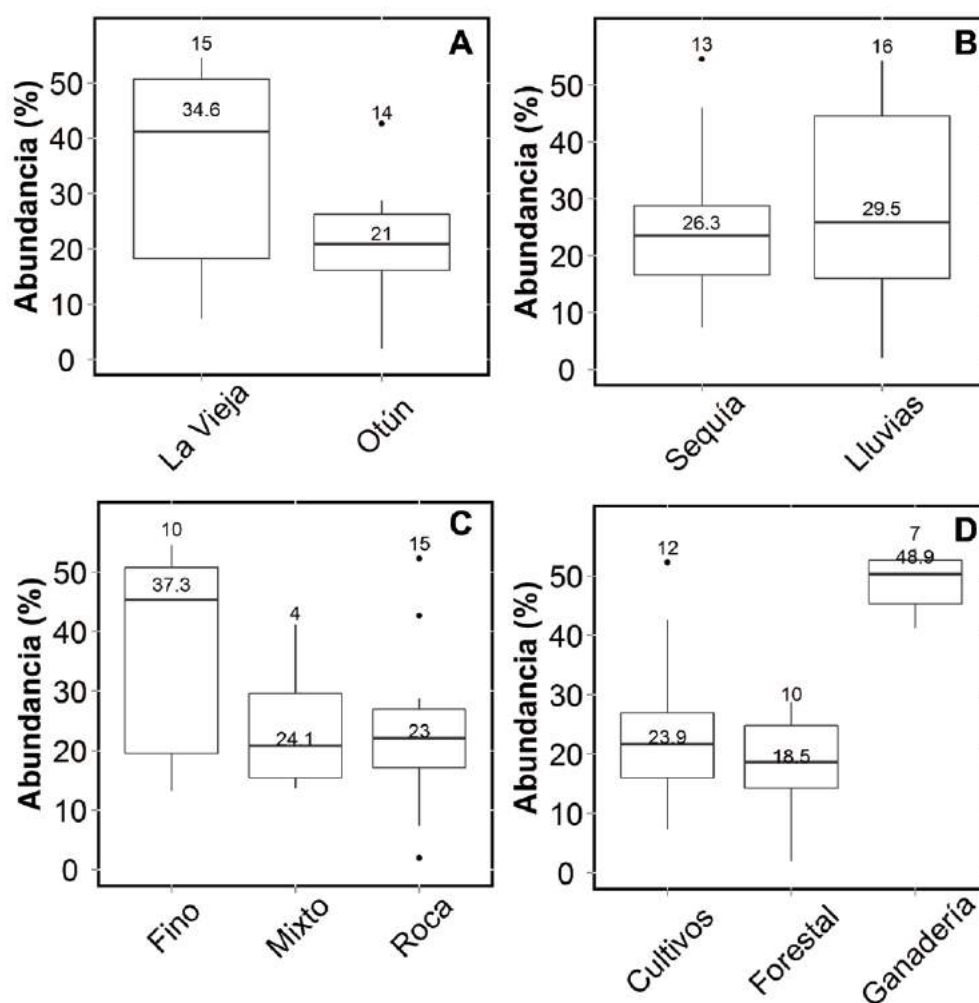 A
Abundancia (%)
50
40
30
20
10
0
15
34.6
14
21
La Vieja
Otún
B
Abundancia (%)
50
40
30
20
10
0
13
26.3
16
29.5
Sequía
Lluvias
C
Abundancia (%)
50
40
30
20
10
0
10
37.3
4
24.1
15
23
Fino
Mixto
Roca
D
Abundancia (%)
50
40
30
20
10
0
12
23.9
10
18.5
7
48.9
Cultivos
Forestal
Ganadería